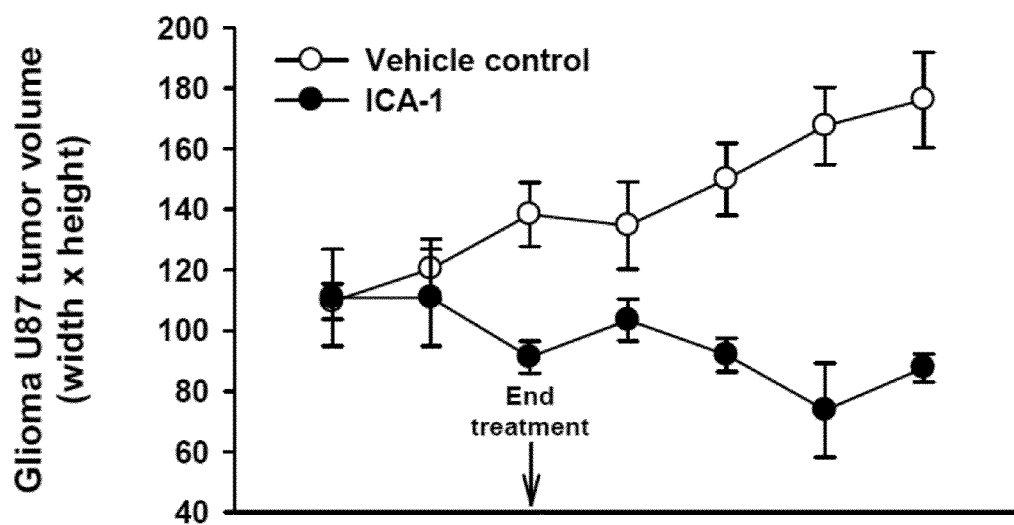 Glioma U87 tumor volume
(width x height)
200
180
160
140
120
100
80
60
40
Vehicle control
ICA-1
End
treatment